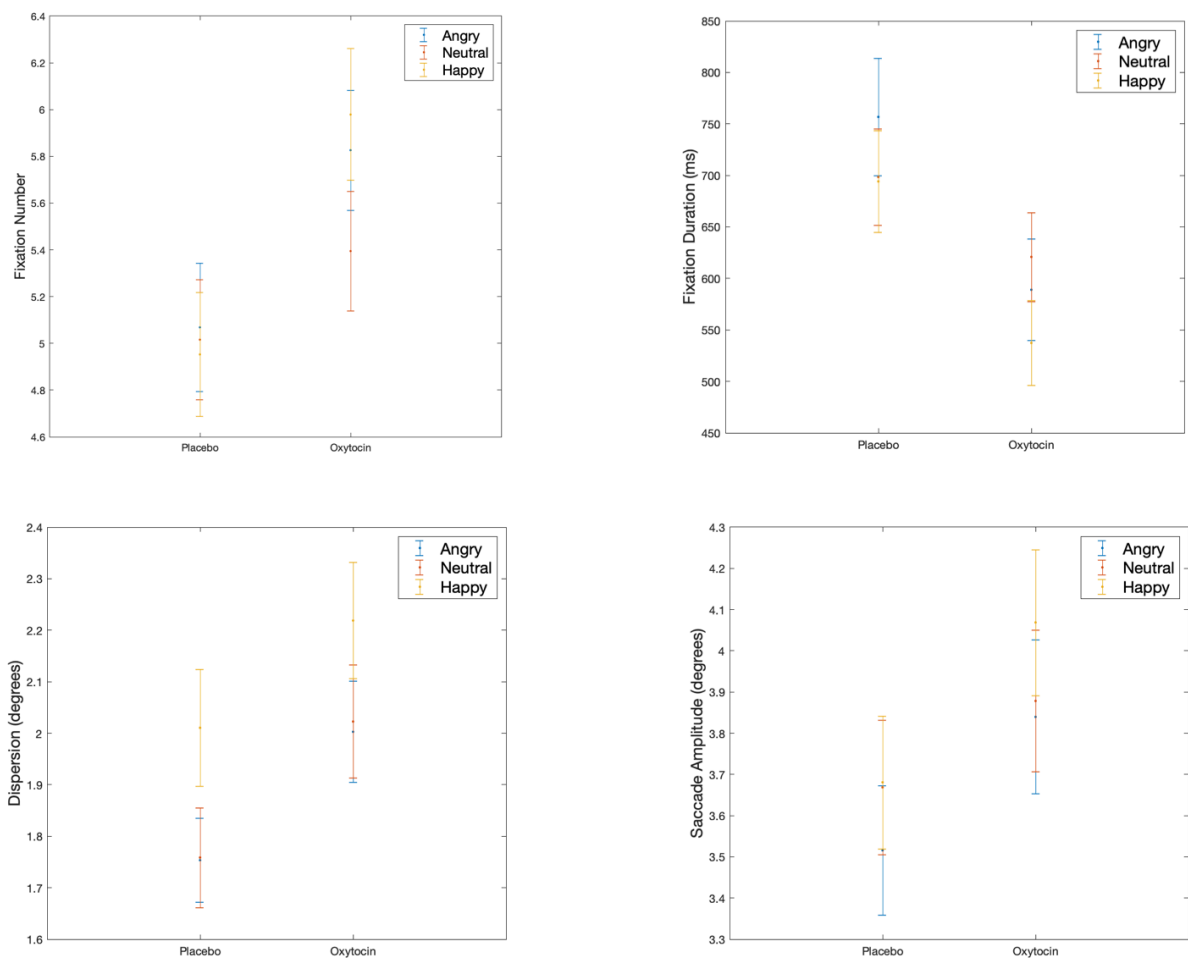 6.4
6.2
6
5.8
5.6
5.4
5.2
5
4.8
4.6
Fixation Number
Placebo
Oxytocin
Angry
Neutral
Happy
850
800
750
700
650
600
550
500
450
Fixation Duration (ms)
Placebo
Oxytocin
Angry
Neutral
Happy
2.4
2.3
2.2
2.1
2
1.9
1.8
1.7
1.6
Dispersion (degrees)
Placebo
Oxytocin
Angry
Neutral
Happy
4.3
4.2
4.1
4
3.9
3.8
3.7
3.6
3.5
3.4
3.3
Saccade Amplitude (degrees)
Placebo
Oxytocin
Angry
Neutral
Happy